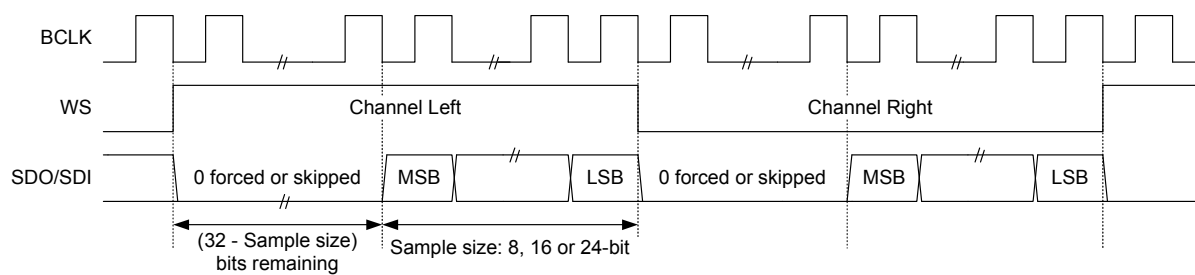 BCLK
WS
Channel Left
Channel Right
SDO/SDI
0 forced or skipped
MSB
LSB
0 forced or skipped
MSB
LSB
(32 - Sample size)
bits remaining
Sample size: 8, 16 or 24-bit